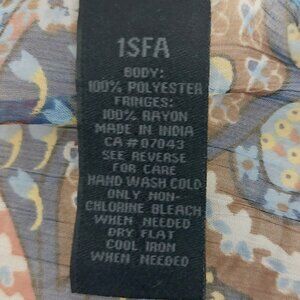 1SFA
BODY:
100% POLYESTER
FRINGES:
100% RAYON
MADE IN INDIA
CA # 07043
SEE REVERSE
FOR CARE
HAND WASH COLD
ONLY NON-
CHLORINE BLEACH
WHEN NEEDED
DRY FLAT
COOL IRON
WHEN NEEDED